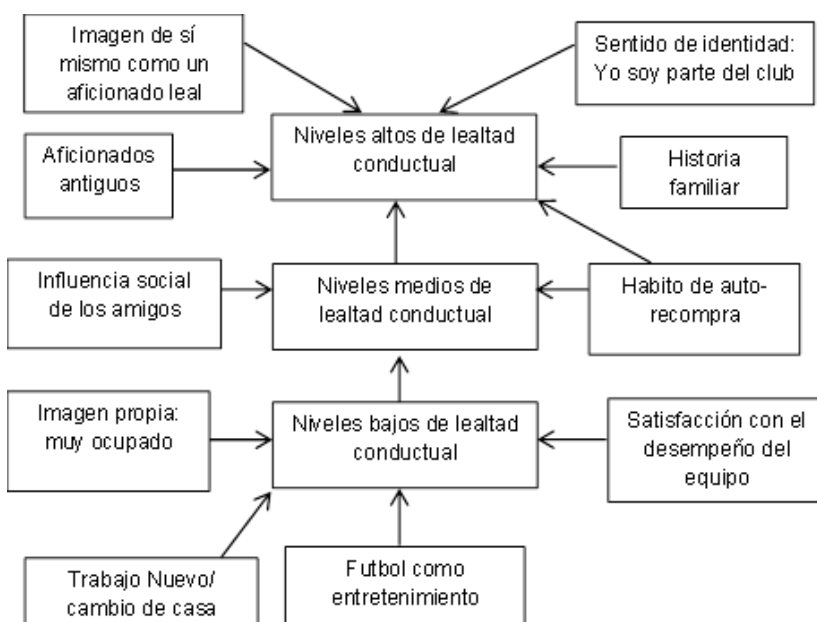 Imagen de sí
mismo como un
aficionado leal
Sentido de identidad:
Yo soy parte del club
Niveles altos de lealtad
conductual
Aficionados
antiguos
Historia
familiar
Influencia social
de los amigos
Niveles medios de
lealtad conductual
Habito de auto-
recompra
Imagen propia:
muy ocupado
Niveles bajos de lealtad
conductual
Satisfacción con el
desempeño del
equipo
Trabajo Nuevo/
cambio de casa
Futbol como
entretenimiento